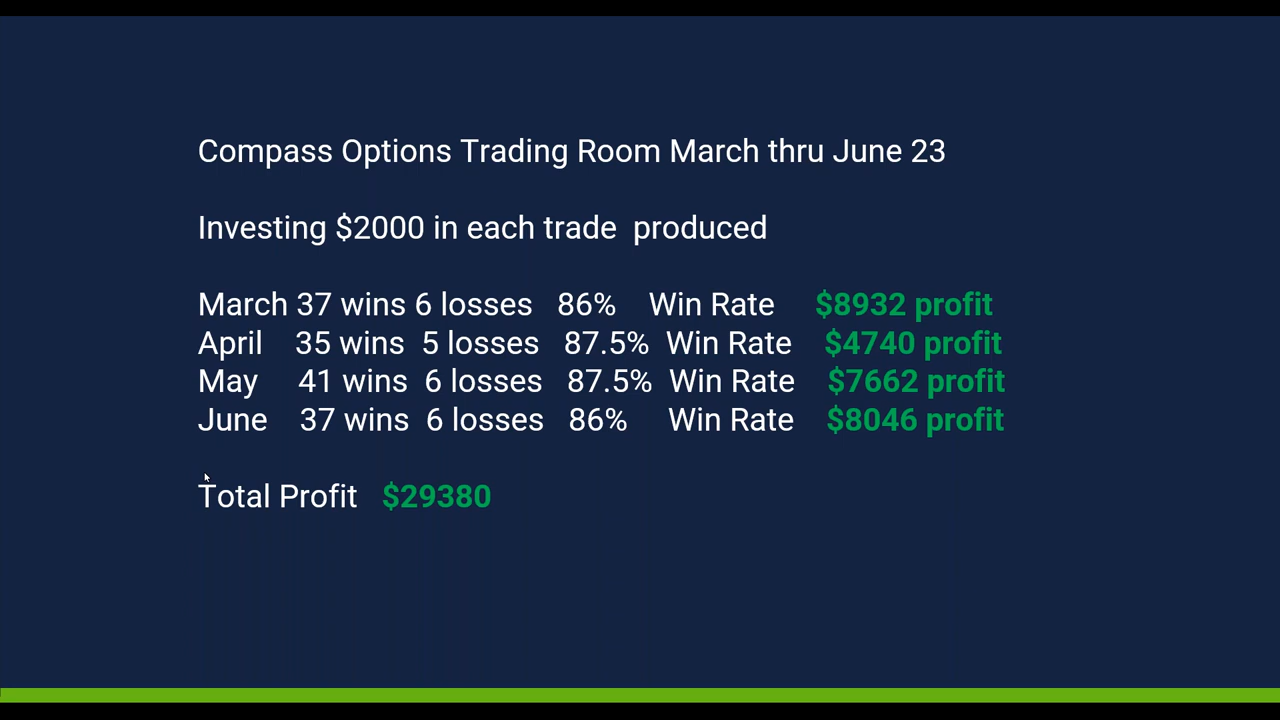 Compass Options Trading Room March thru June 23
Investing $2000 in each trade produced
March 37 wins 6 losses 86% Win Rate $8932 profit
April 35 wins 5 losses 87.5% Win Rate $4740 profit
May 41 wins 6 losses 87.5% Win Rate $7662 profit
June 37 wins 6 losses 86% Win Rate $8046 profit
Total Profit $29380